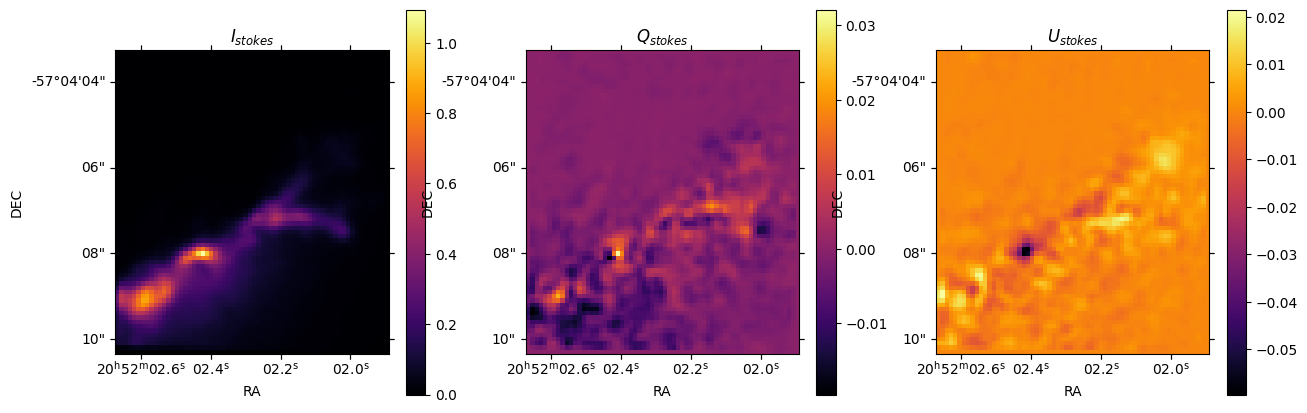 I_stokes
-57°04'04"
06"
08"
10"
DEC
20ʰ52ᵐ02.6ˢ 02.4ˢ 02.2ˢ 02.0ˢ
RA
1.0
0.8
0.6
0.4
0.2
0.0
Q_stokes
-57°04'04"
06"
08"
10"
DEC
20ʰ52ᵐ02.6ˢ 02.4ˢ 02.2ˢ 02.0ˢ
RA
0.03
0.02
0.01
0.00
−0.01
U_stokes
-57°04'04"
06"
08"
10"
DEC
20ʰ52ᵐ02.6ˢ 02.4ˢ 02.2ˢ 02.0ˢ
RA
0.02
0.01
0.00
−0.01
−0.02
−0.03
−0.04
−0.05